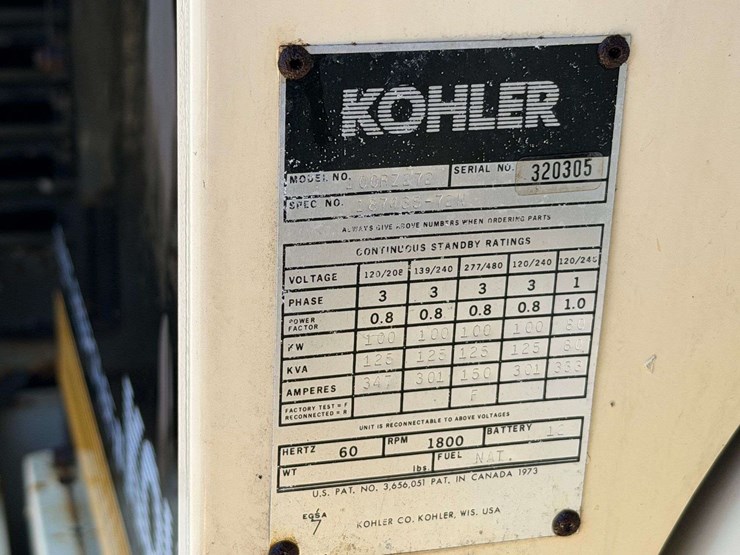 KOHLER
MODEL NO. SERIAL NO. 320305
SPEC NO.
ALWAYS GIVE ABOVE NUMBERS WHEN ORDERING PARTS
CONTINUOUS STANDBY RATINGS
VOLTAGE 120/208 139/240 277/480 120/240 120/240
PHASE 3 3 3 3 1
POWER FACTOR 0.8 0.8 0.8 0.8 1.0
KW 100 100 100 100 80
KVA 125 125 125 125 80
AMPERES 347 301 150 301 333
FACTORY TEST = F F
RECONNECTED = R
UNIT IS RECONNECTABLE TO ABOVE VOLTAGES
HERTZ 60 RPM 1800 BATTERY
WT lbs. FUEL NAT.
U.S. PAT. NO. 3,656,051 PAT. IN CANADA 1973
EGSA
KOHLER CO. KOHLER, WIS. USA